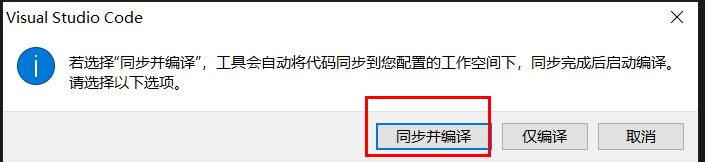 Visual Studio Code
若选择“同步并编译”，工具会自动将代码同步到您配置的工作空间下，同步完成后启动编译。
请选择以下选项。
同步并编译 仅编译 取消